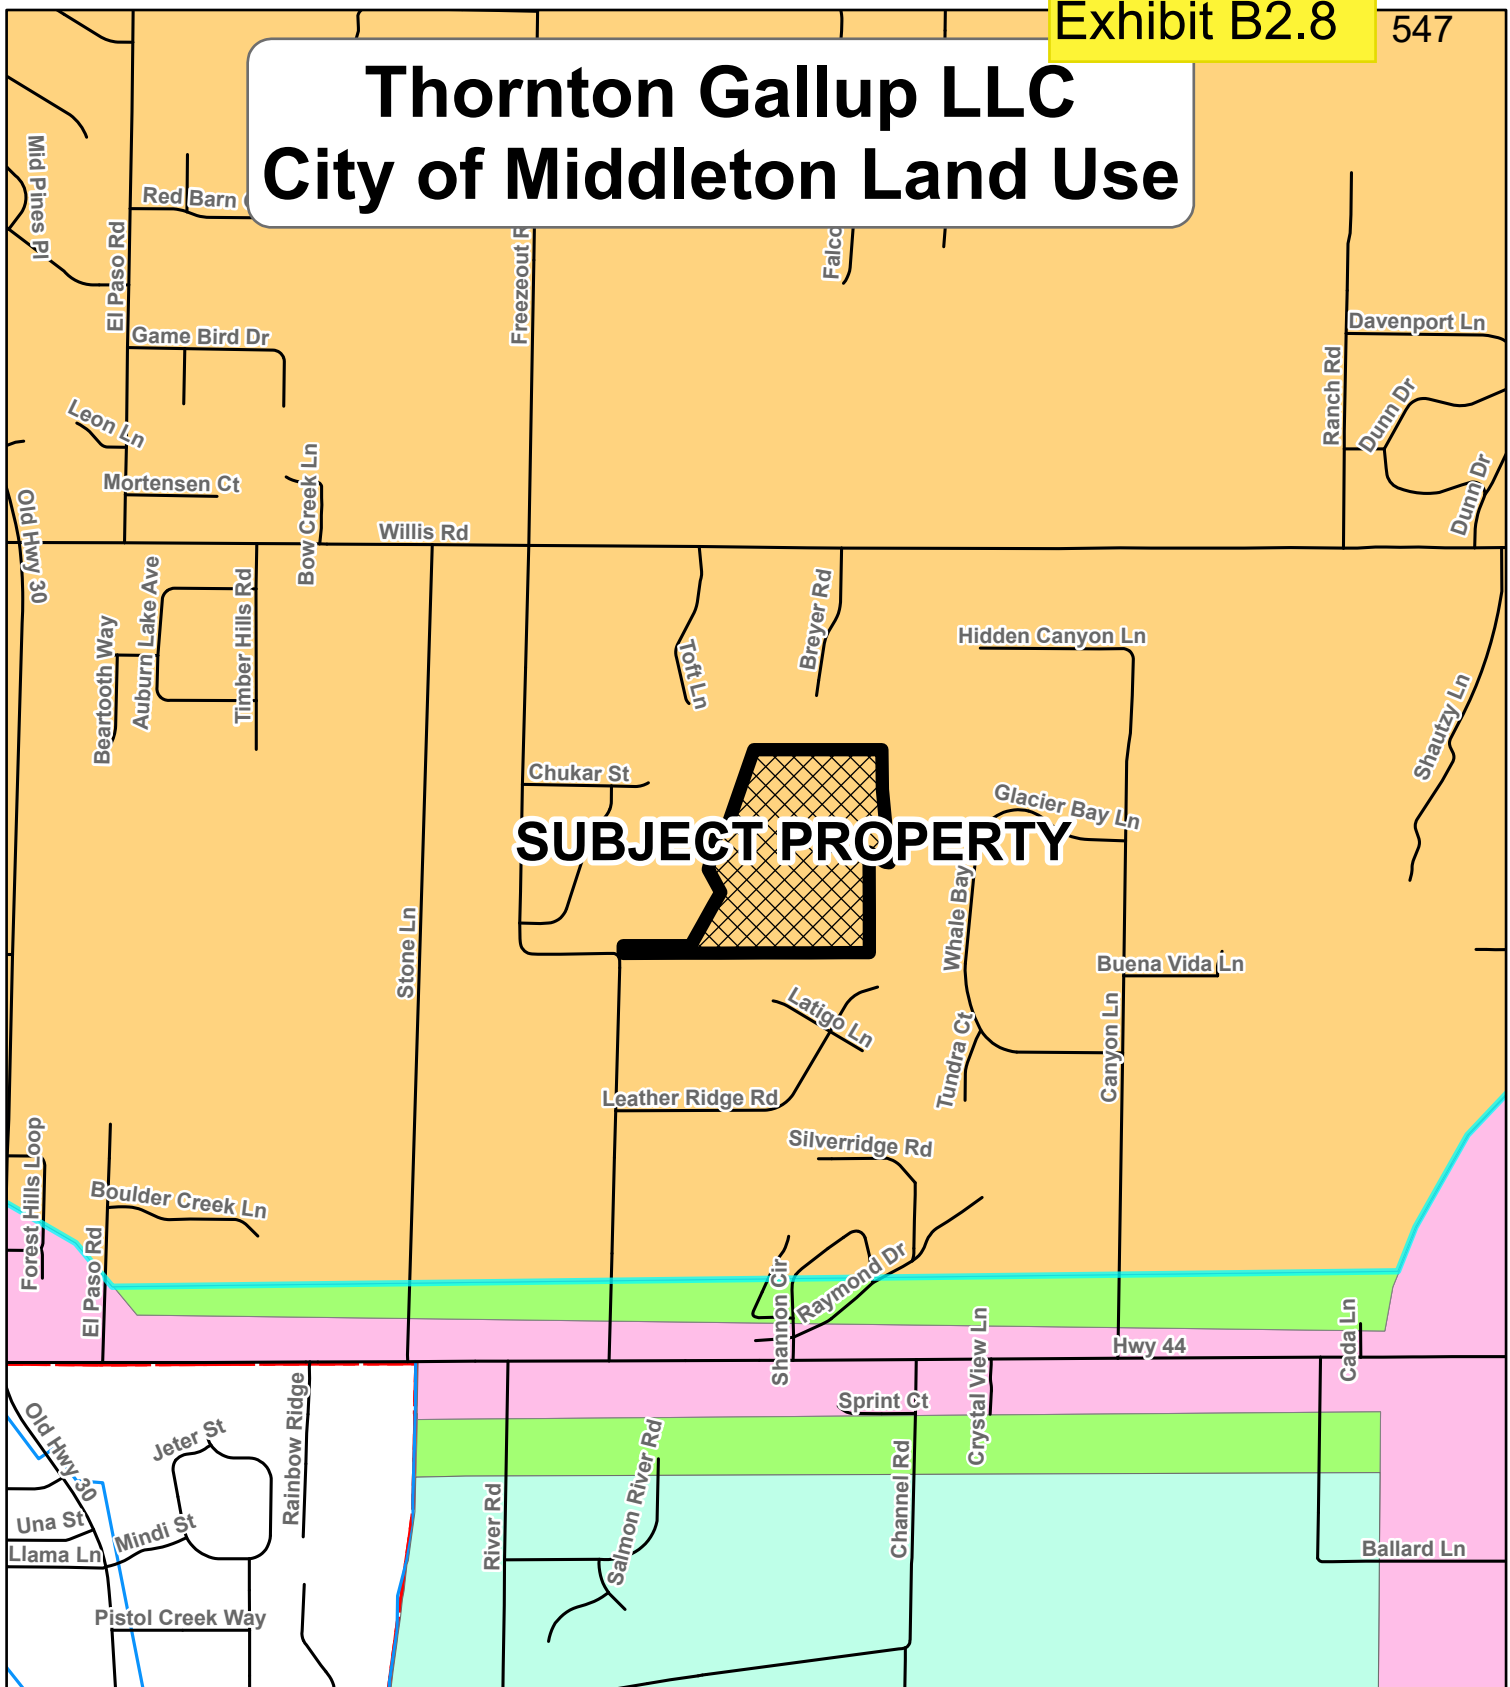 Exhibit B2.8
547
Thornton Gallup LLC
City of Middleton Land Use
Mid Pines Pl
El Paso Rd
Red Barn
Freezeout
Game Bird Dr
Davenport Ln
Ranch Rd
Dunn Dr
Dunn Dr
Leon Ln
Mortensen Ct
Bow Creek Ln
Old Hwy 30
Willis Rd
Beartooth Way
Auburn Lake Ave
Timber Hills Rd
Toft Ln
Breyer Rd
Hidden Canyon Ln
Shautzy Ln
Chukar St
Glacier Bay Ln
SUBJECT PROPERTY
Stone Ln
Whale Bay
Buena Vida Ln
Latigo Ln
Tundra Ct
Canyon Ln
Leather Ridge Rd
Silverridge Rd
Forest Hills Loop
Boulder Creek Ln
El Paso Rd
Shannon Cir
Raymond Dr
Crystal View Ln
Hwy 44
Cada Ln
Old Hwy 30
Jeter St
Rainbow Ridge
Sprint Ct
Salmon River Rd
Channel Rd
River Rd
Una St
Mindi St
Llama Ln
Ballard Ln
Pistol Creek Way